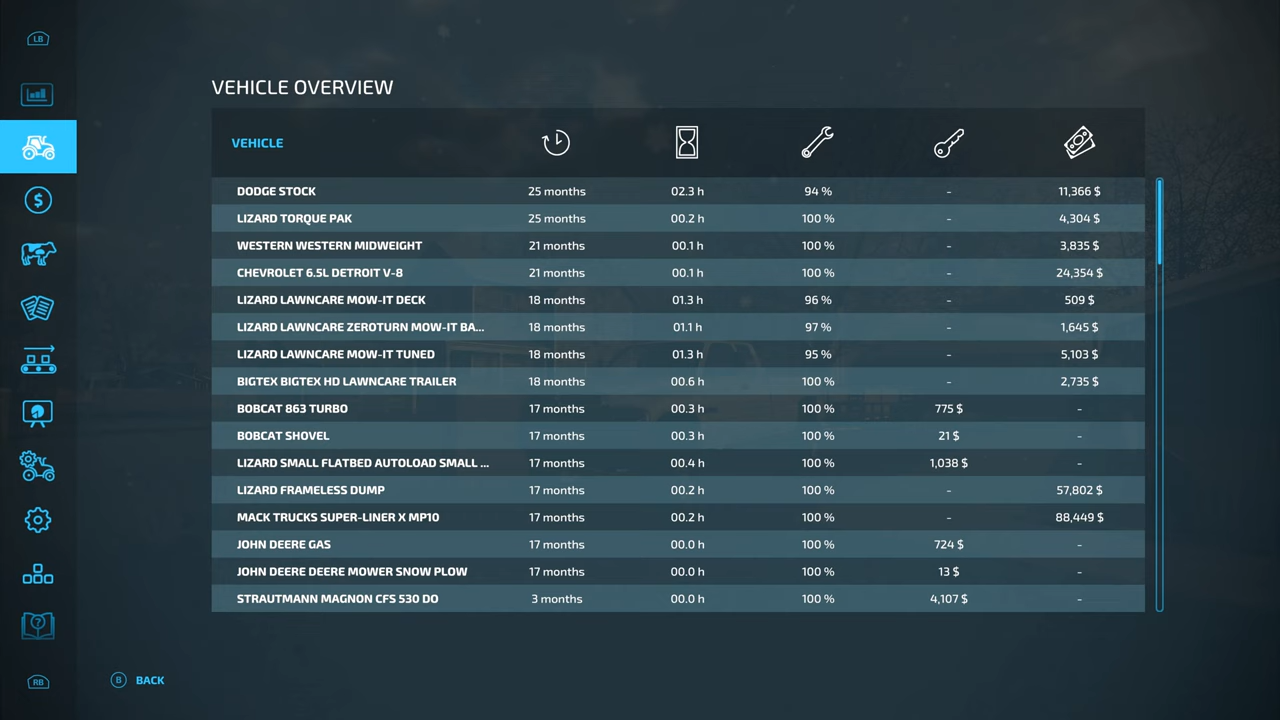 LB
VEHICLE OVERVIEW
VEHICLE
DODGE STOCK 25 months 02.3 h 94 % - 11,366 $
LIZARD TORQUE PAK 25 months 00.2 h 100 % - 4,304 $
WESTERN WESTERN MIDWEIGHT 21 months 00.1 h 100 % - 3,835 $
CHEVROLET 6.5L DETROIT V-8 21 months 00.1 h 100 % - 24,354 $
LIZARD LAWNCARE MOW-IT DECK 18 months 01.3 h 96 % - 509 $
LIZARD LAWNCARE ZEROTURN MOW-IT BA... 18 months 01.1 h 97 % - 1,645 $
LIZARD LAWNCARE MOW-IT TUNED 18 months 01.3 h 95 % - 5,103 $
BIGTEX BIGTEX HD LAWNCARE TRAILER 18 months 00.6 h 100 % - 2,735 $
BOBCAT 863 TURBO 17 months 00.3 h 100 % 775 $ -
BOBCAT SHOVEL 17 months 00.3 h 100 % 21 $ -
LIZARD SMALL FLATBED AUTOLOAD SMALL ... 17 months 00.4 h 100 % 1,038 $ -
LIZARD FRAMELESS DUMP 17 months 00.2 h 100 % - 57,802 $
MACK TRUCKS SUPER-LINER X MP10 17 months 00.2 h 100 % - 88,449 $
JOHN DEERE GAS 17 months 00.0 h 100 % 724 $ -
JOHN DEERE DEERE MOWER SNOW PLOW 17 months 00.0 h 100 % 13 $ -
STRAUTMANN MAGNON CFS 530 DO 3 months 00.0 h 100 % 4,107 $ -
RB
B BACK